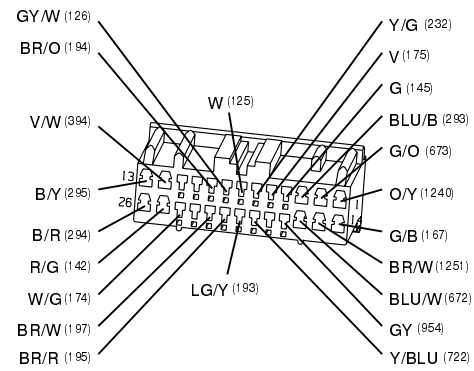 GY/W (126)
BR/O (194)
V/W (394)
B/Y (295)
B/R (294)
R/G (142)
W/G (174)
BR/W (197)
BR/R (195)
W (125)
LG/Y (193)
13
26
1
14
Y/G (232)
V (175)
G (145)
BLU/B (293)
G/O (673)
O/Y (1240)
G/B (167)
BR/W (1251)
BLU/W (672)
GY (954)
Y/BLU (722)